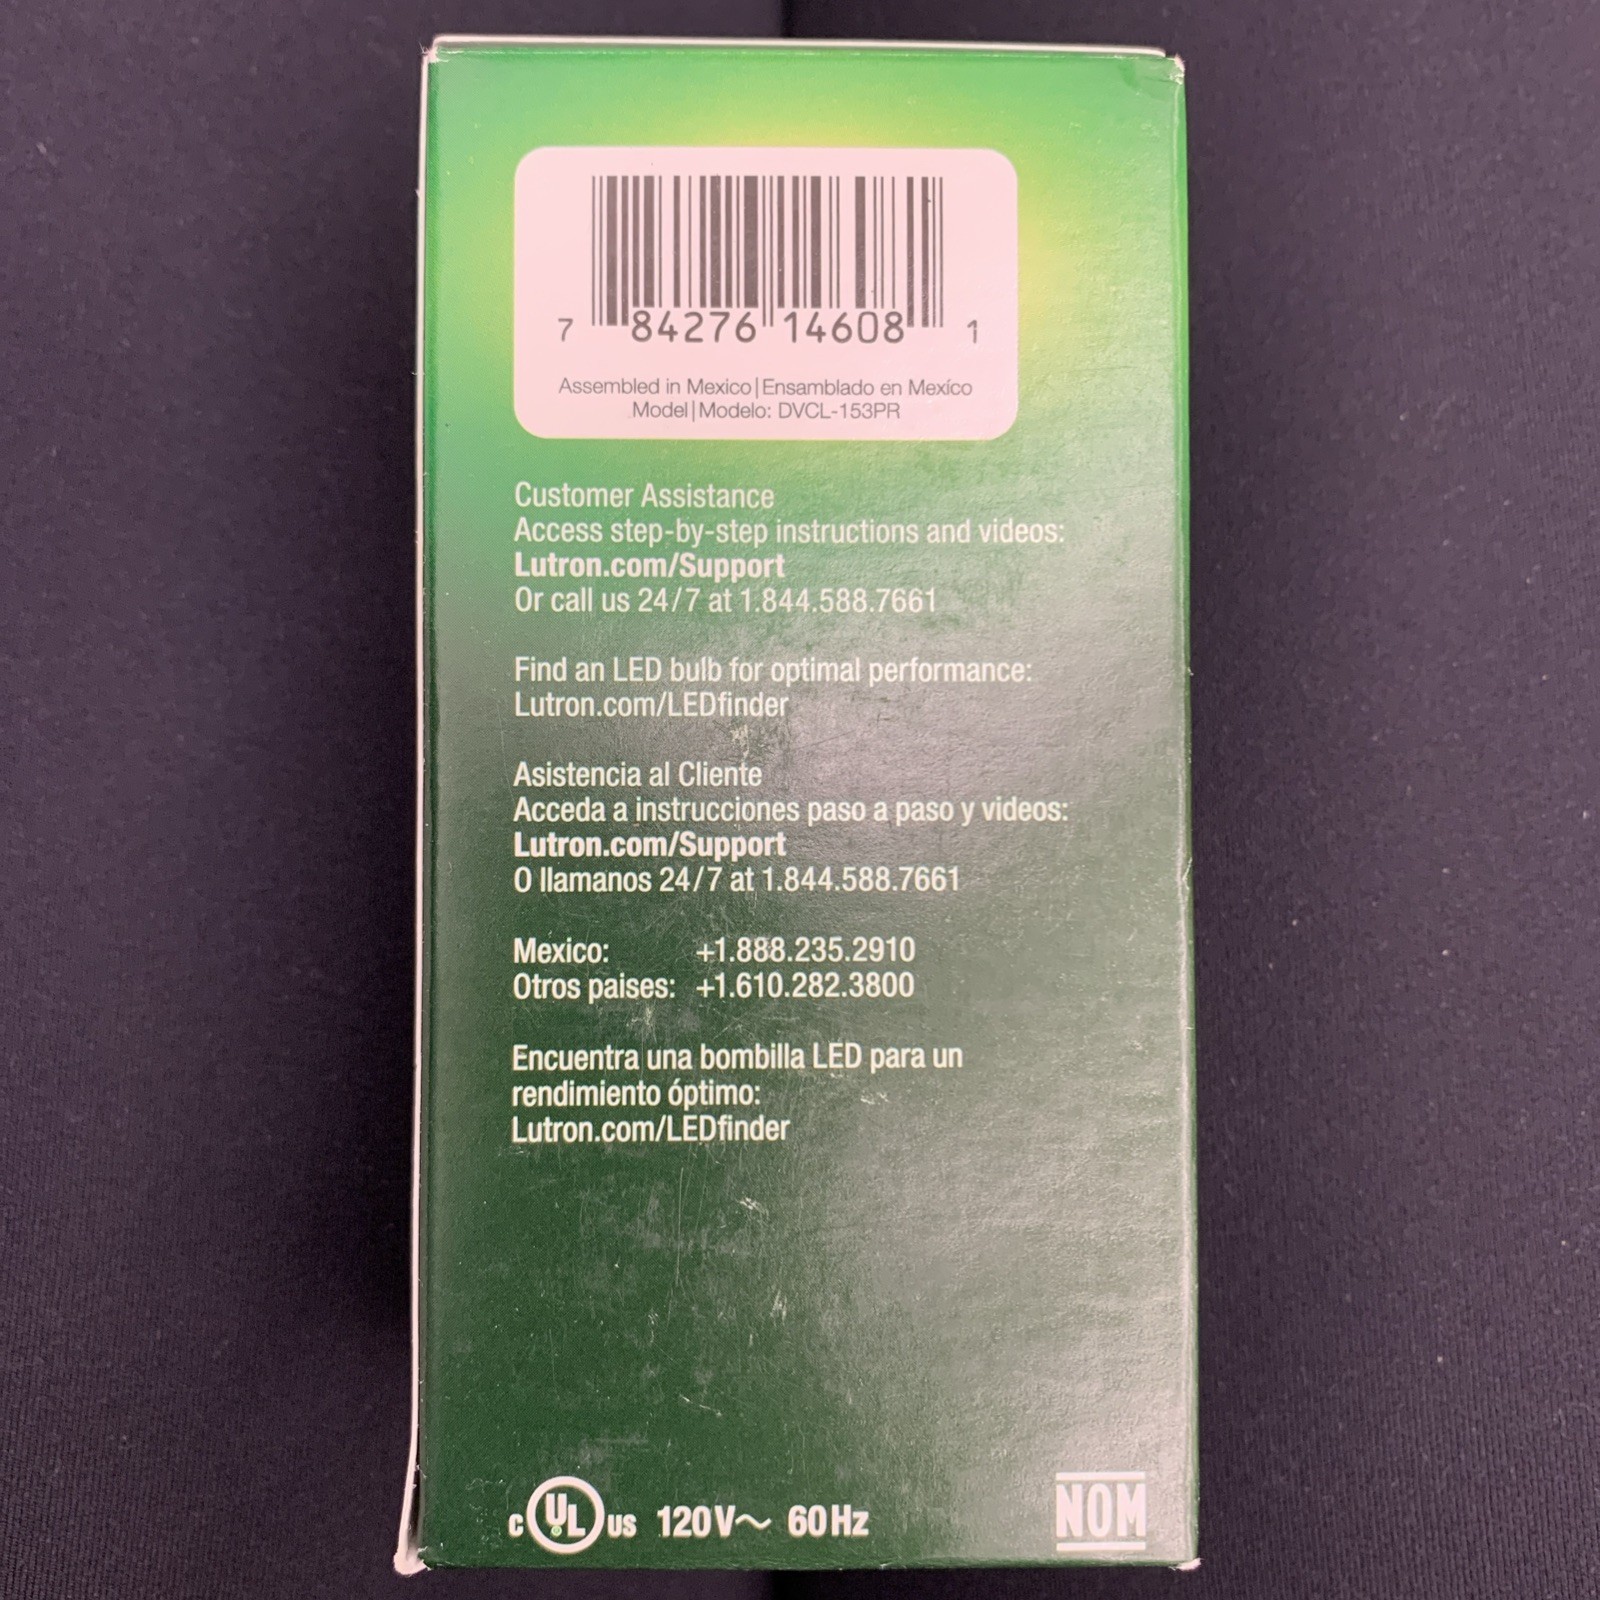 7 84276 14608 1
Assembled in Mexico|Ensamblado en Mexíco
Model|Modelo: DVCL-153PR
Customer Assistance
Access step-by-step instructions and videos:
Lutron.com/Support
Or call us 24/7 at 1.844.588.7661
Find an LED bulb for optimal performance:
Lutron.com/LEDfinder
Asistencia al Cliente
Acceda a instrucciones paso a paso y videos:
Lutron.com/Support
O llamanos 24/7 at 1.844.588.7661
Mexico: +1.888.235.2910
Otros paises: +1.610.282.3800
Encuentra una bombilla LED para un
rendimiento óptimo:
Lutron.com/LEDfinder
c UL us 120V~ 60Hz NOM